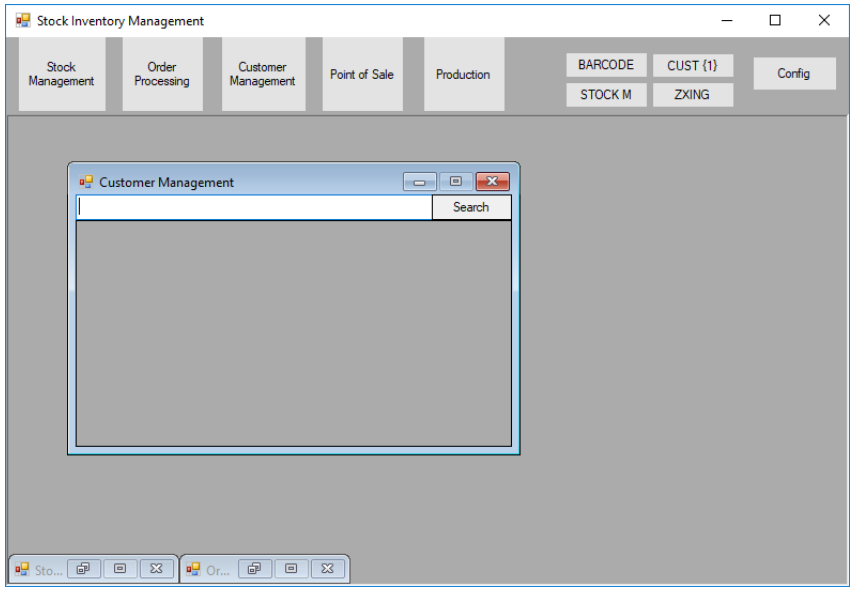 Stock Inventory Management
Stock
Management
Order
Processing
Customer
Management
Point of Sale
Production
BARCODE
CUST {1}
STOCK M
ZXING
Config
Customer Management
Search
Sto...
Or...